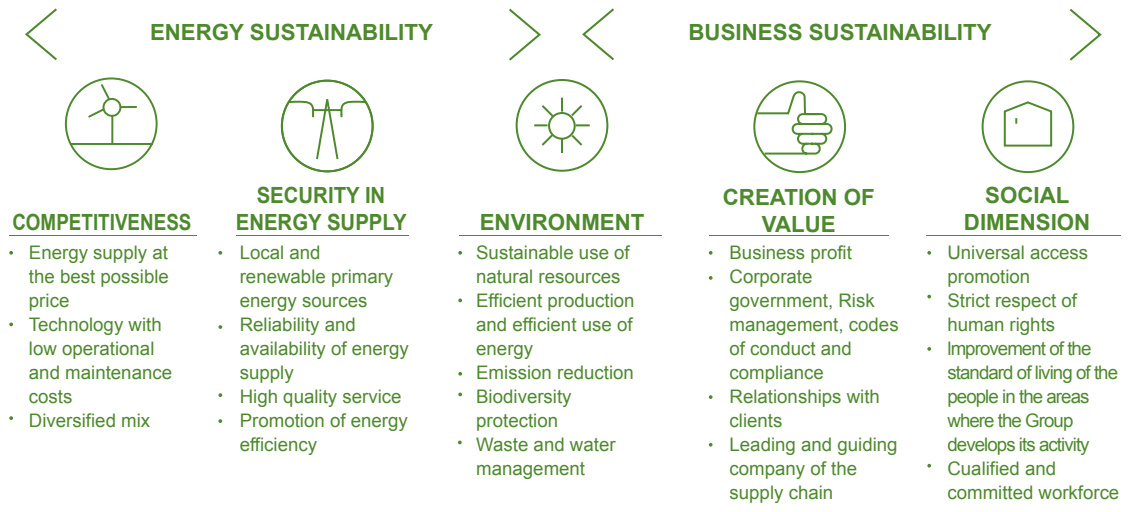 ENERGY SUSTAINABILITY
BUSINESS SUSTAINABILITY
COMPETITIVENESS
• Energy supply at
the best possible
price
• Technology with
low operational
and maintenance
costs
• Diversified mix
SECURITY IN
ENERGY SUPPLY
• Local and
renewable primary
energy sources
• Reliability and
availability of energy
supply
• High quality service
• Promotion of energy
efficiency
ENVIRONMENT
• Sustainable use of
natural resources
• Efficient production
and efficient use of
energy
• Emission reduction
• Biodiversity
protection
• Waste and water
management
CREATION OF
VALUE
• Business profit
• Corporate
government, Risk
management, codes
of conduct and
compliance
• Relationships with
clients
• Leading and guiding
company of the
supply chain
SOCIAL
DIMENSION
• Universal access
promotion
• Strict respect of
human rights
• Improvement of the
standard of living of the
people in the areas
where the Group
develops its activity
• Cualified and
committed workforce